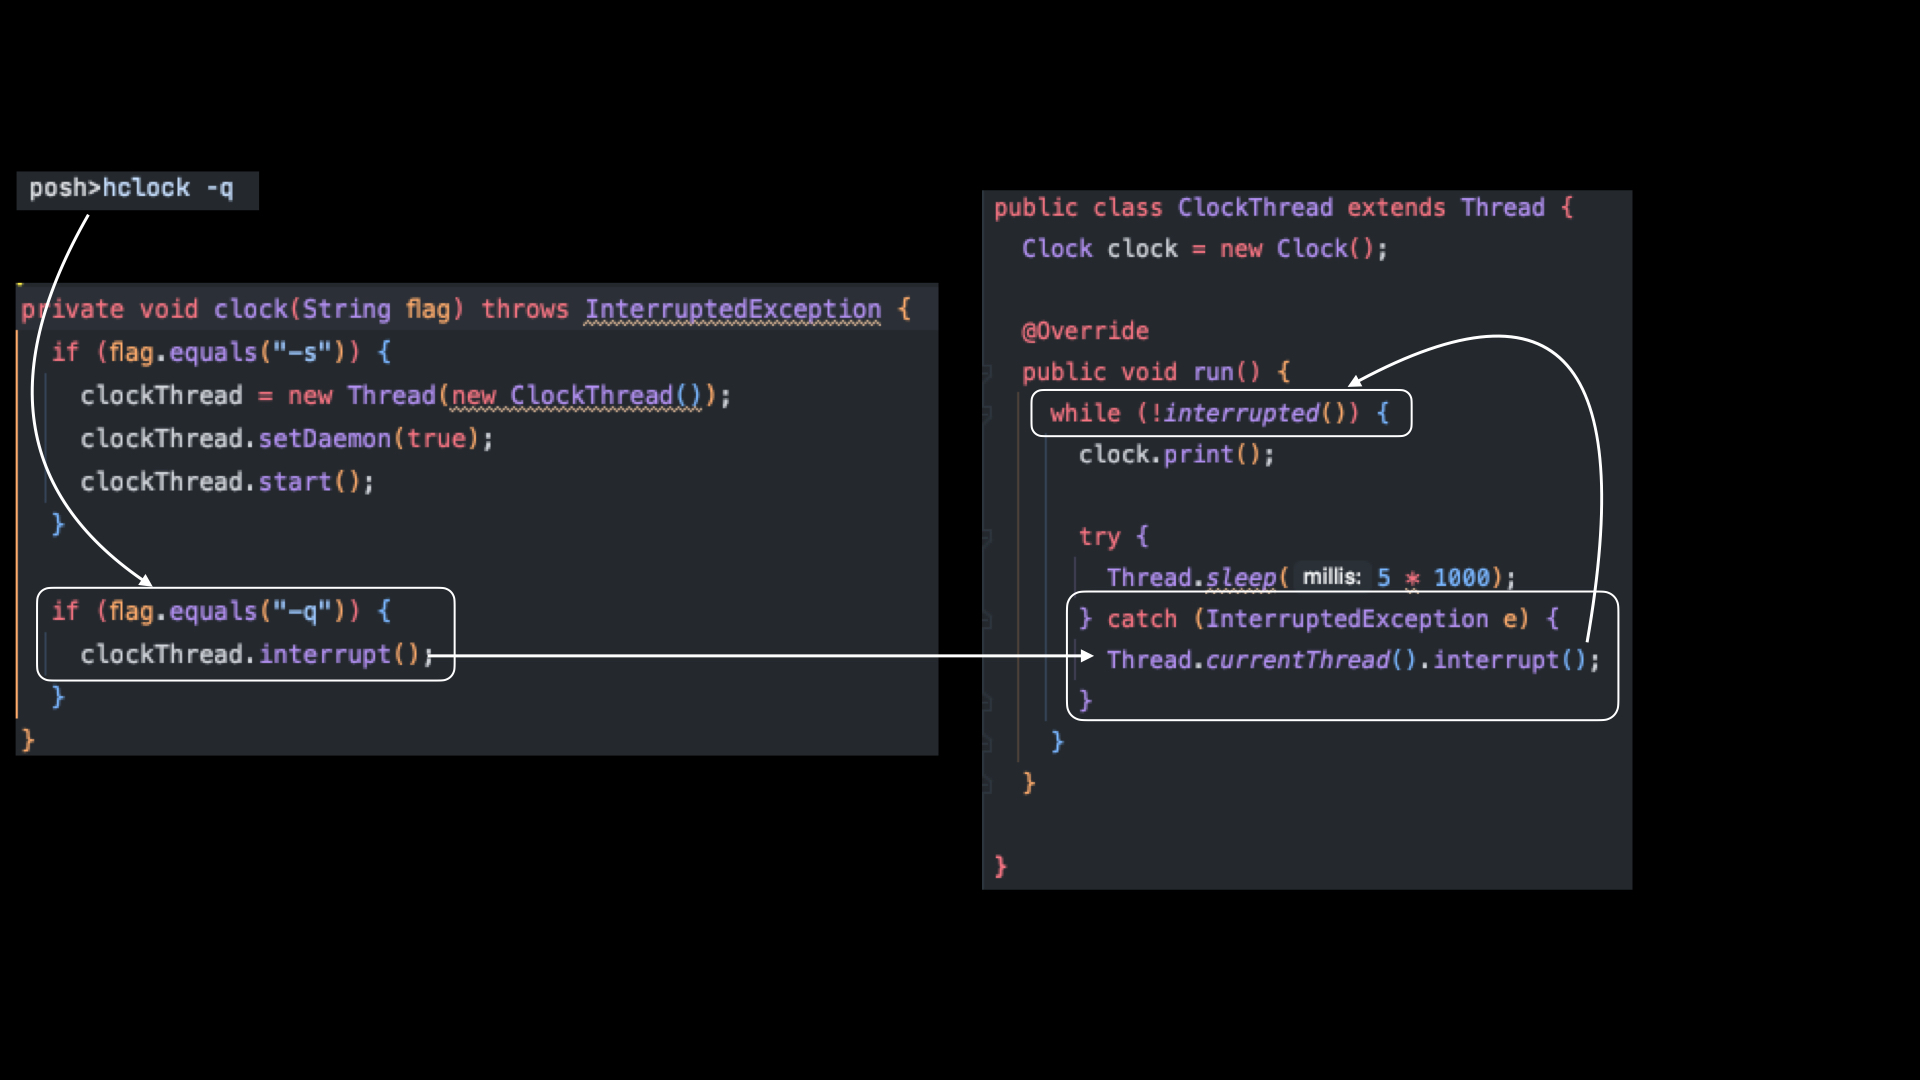 posh>hclock -q
private void clock(String flag) throws InterruptedException {
if (flag.equals("-s")) {
clockThread = new Thread(new ClockThread());
clockThread.setDaemon(true);
clockThread.start();
}
if (flag.equals("-q")) {
clockThread.interrupt();
}
}
public class ClockThread extends Thread {
Clock clock = new Clock();
@Override
public void run() {
while (!interrupted()) {
clock.print();
try {
Thread.sleep( millis: 5 * 1000);
} catch (InterruptedException e) {
Thread.currentThread().interrupt();
}
}
}
}